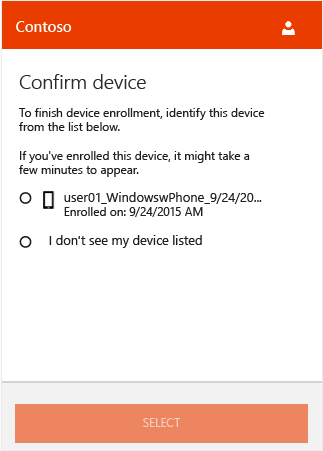 Contoso
Confirm device
To finish device enrollment, identify this device
from the list below.
If you've enrolled this device, it might take a
few minutes to appear.
user01_WindowswPhone_9/24/20...
Enrolled on: 9/24/2015 AM
I don't see my device listed
SELECT